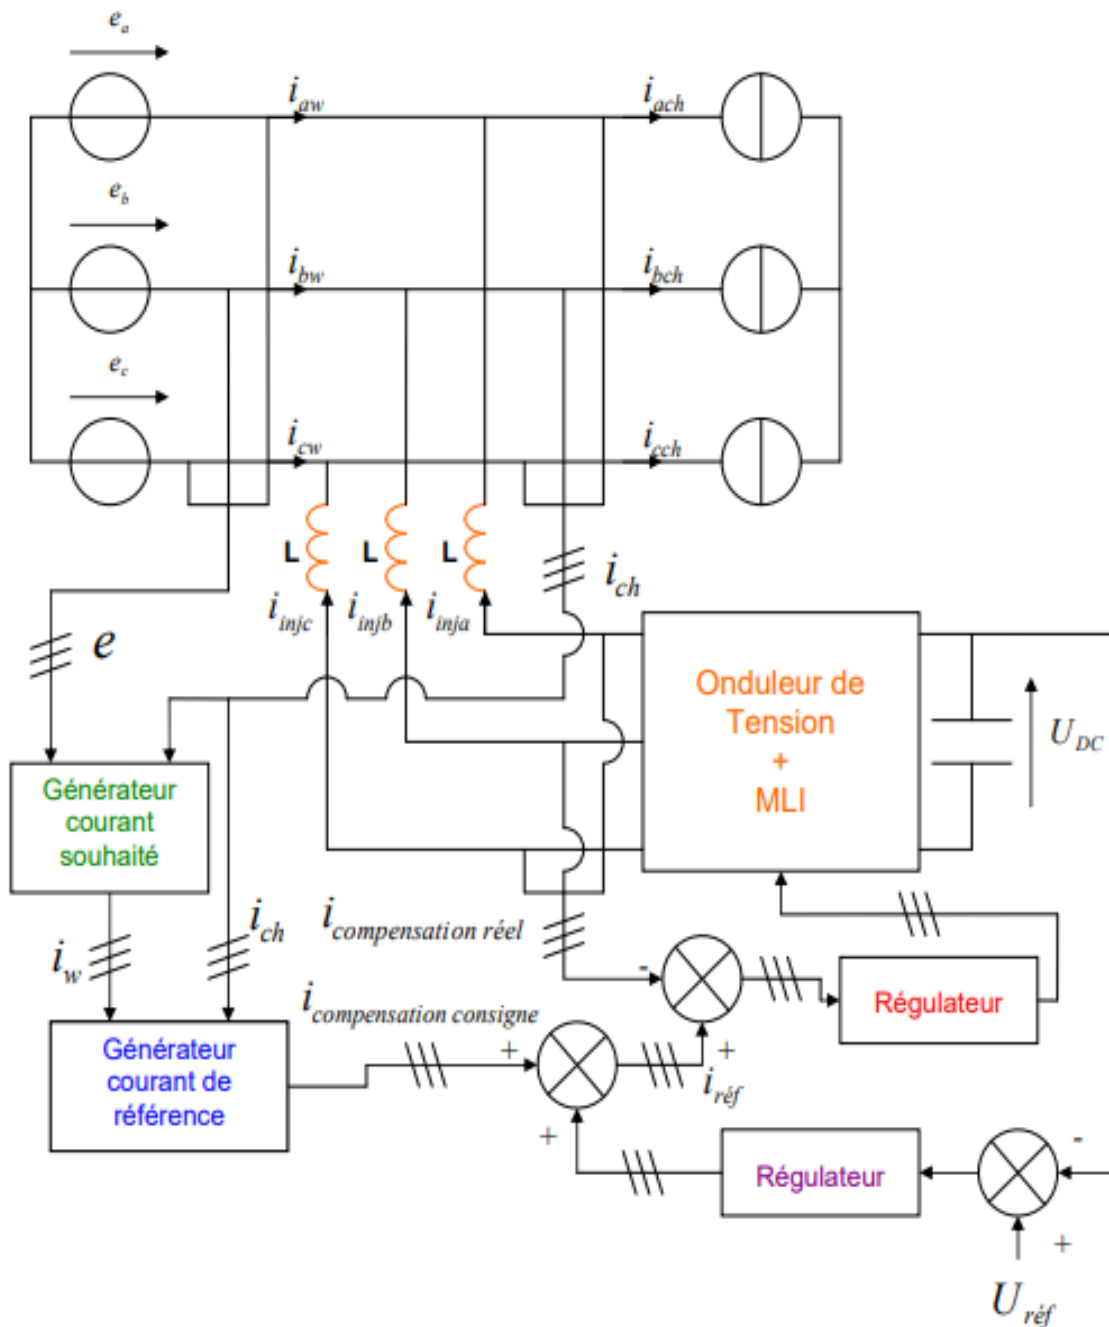 e_a
i_aw
i_ach
e_b
i_bw
i_bch
e_c
i_cw
i_cch
L
L
L
i_ch
i_injc
i_injb
i_inja
e
Onduleur de
Tension
+
MLI
U_DC
Générateur
courant
souhaité
i_w
i_ch
i_compensation réel
-
Régulateur
i_compensation consigne
+
+
i_réf
Générateur
courant de
référence
+
Régulateur
-
+
U_réf